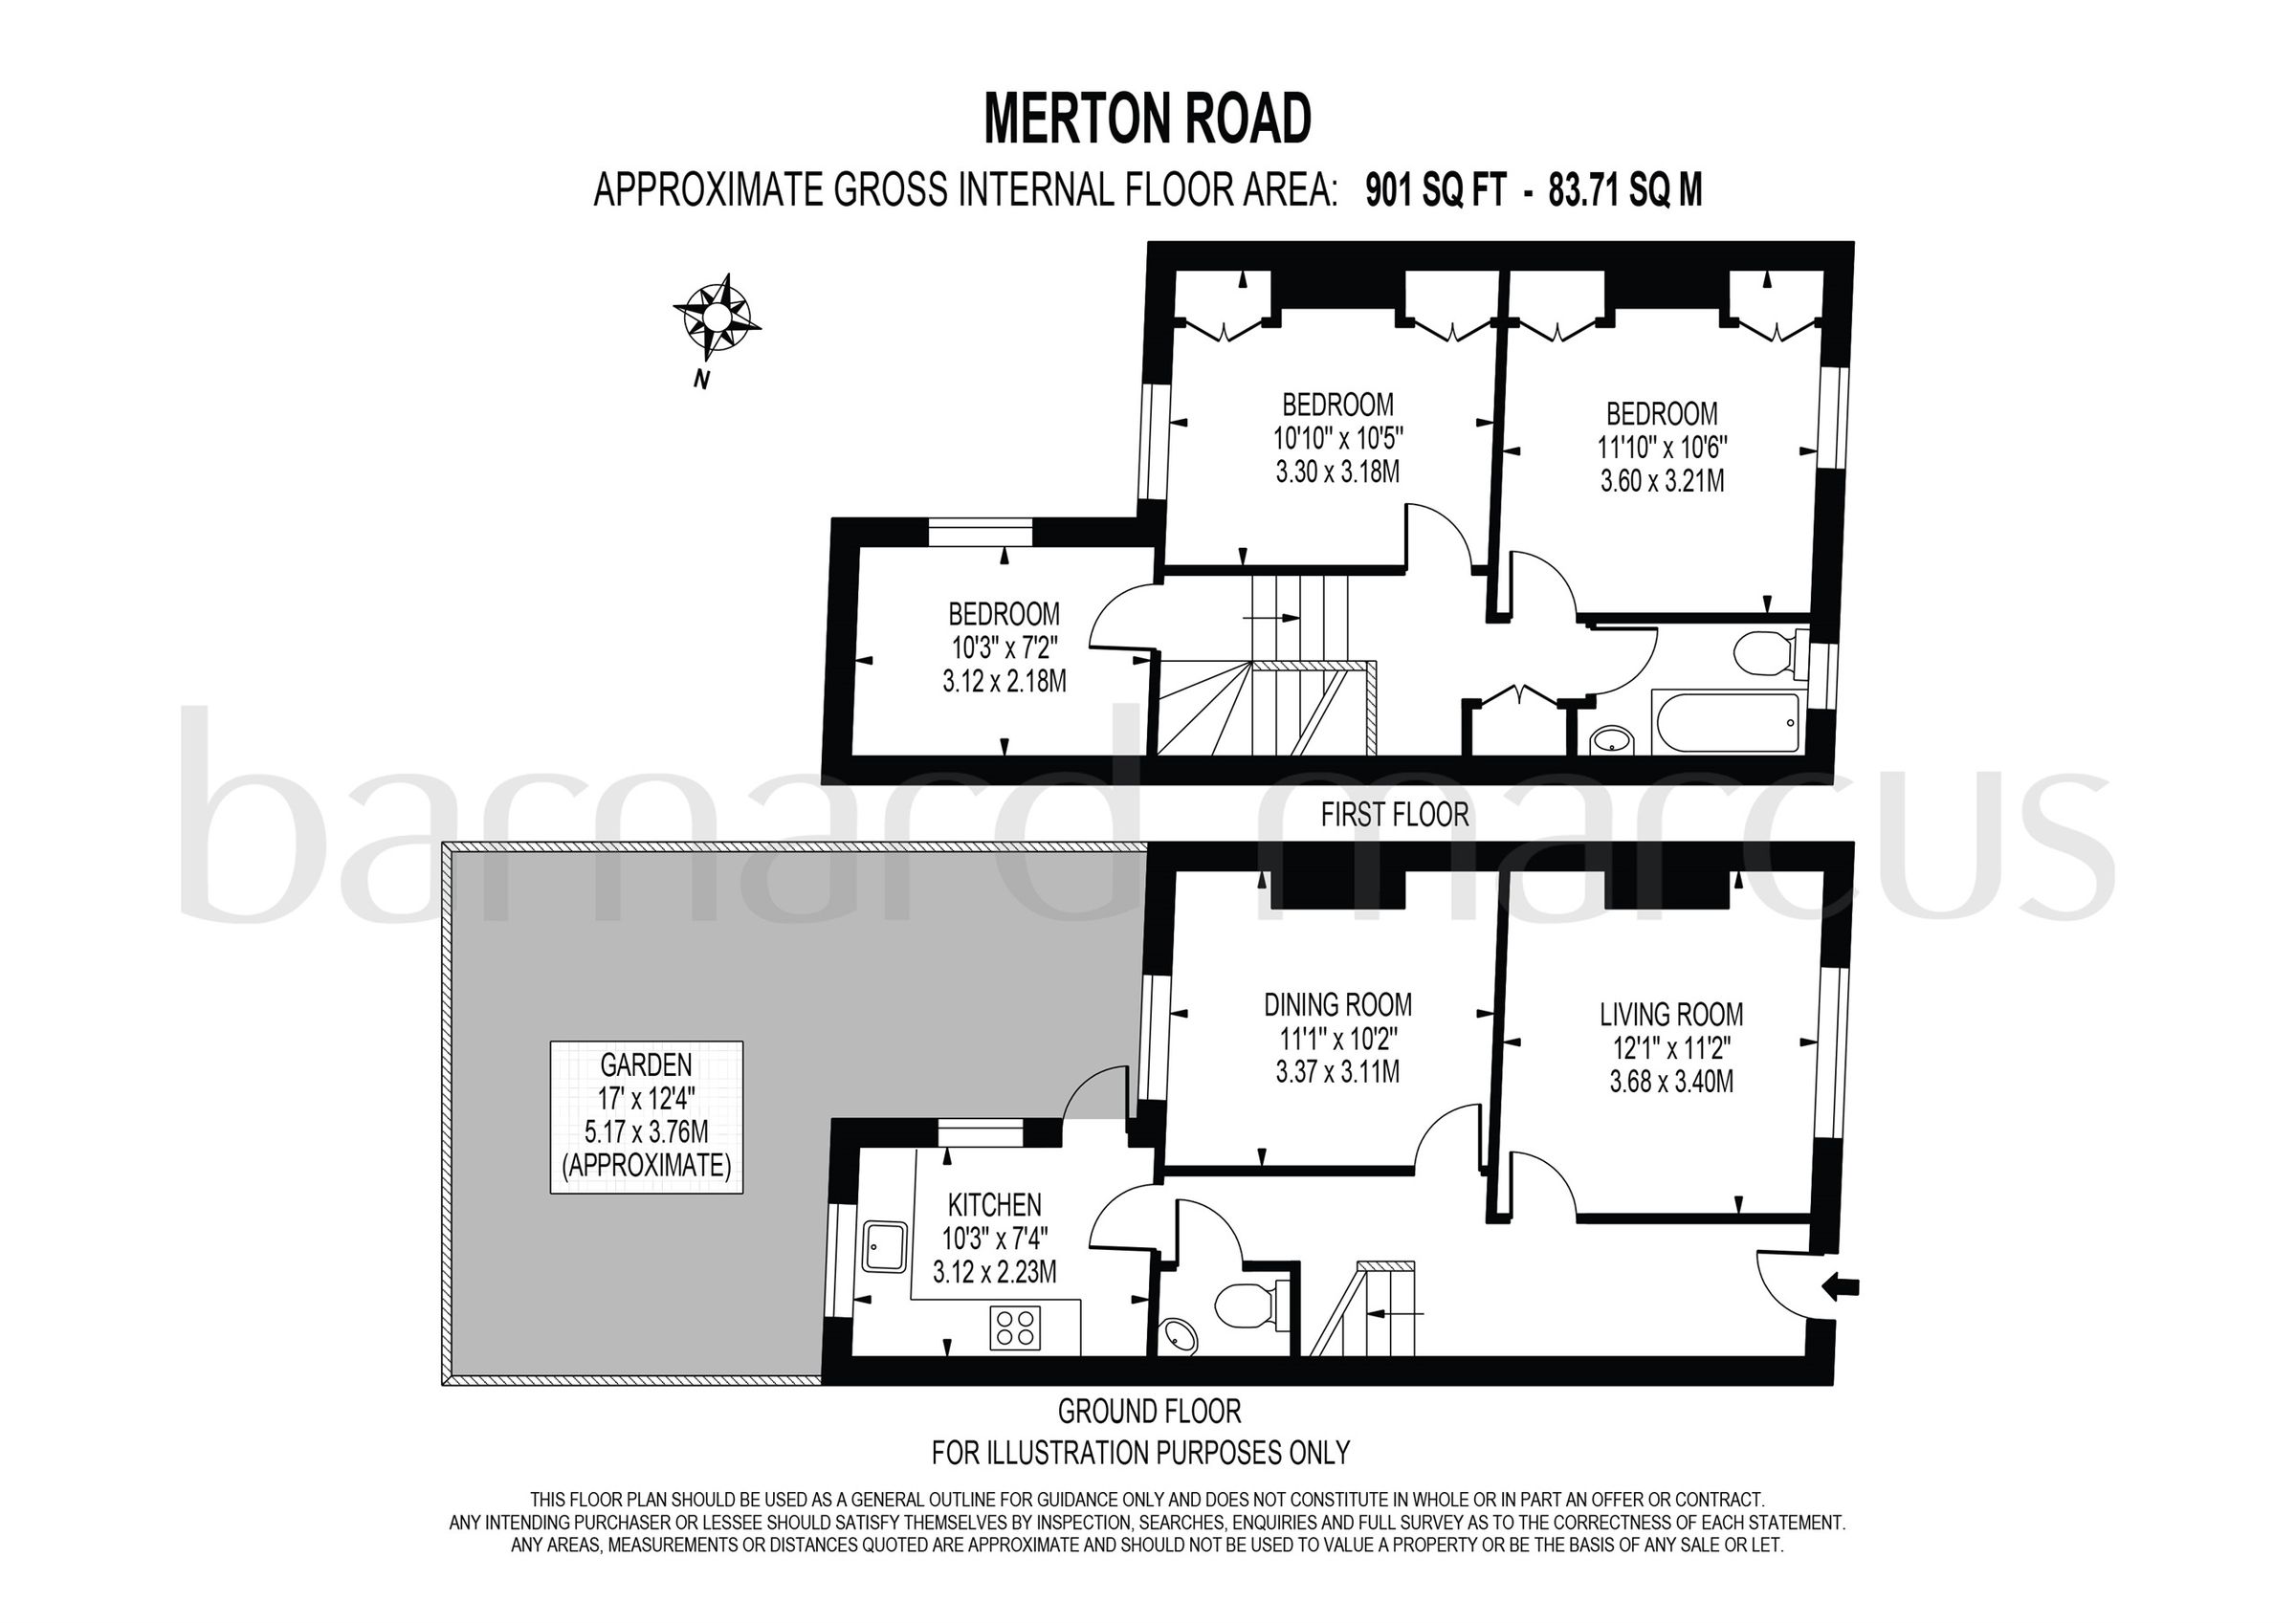 MERTON ROAD
APPROXIMATE GROSS INTERNAL FLOOR AREA: 901 SQ FT - 83.71 SQ M
N
BEDROOM
10'10" x 10'5"
3.30 x 3.18M
BEDROOM
11'10" x 10'6"
3.60 x 3.21M
BEDROOM
10'3" x 7'2"
3.12 x 2.18M
FIRST FLOOR
barnard marcus
GARDEN
17' x 12'4"
5.17 x 3.76M
(APPROXIMATE)
DINING ROOM
11'1" x 10'2"
3.37 x 3.11M
LIVING ROOM
12'1" x 11'2"
3.68 x 3.40M
KITCHEN
10'3" x 7'4"
3.12 x 2.23M
GROUND FLOOR
FOR ILLUSTRATION PURPOSES ONLY
THIS FLOOR PLAN SHOULD BE USED AS A GENERAL OUTLINE FOR GUIDANCE ONLY AND DOES NOT CONSTITUTE IN WHOLE OR IN PART AN OFFER OR CONTRACT.
ANY INTENDING PURCHASER OR LESSEE SHOULD SATISFY THEMSELVES BY INSPECTION, SEARCHES, ENQUIRIES AND FULL SURVEY AS TO THE CORRECTNESS OF EACH STATEMENT.
ANY AREAS, MEASUREMENTS OR DISTANCES QUOTED ARE APPROXIMATE AND SHOULD NOT BE USED TO VALUE A PROPERTY OR BE THE BASIS OF ANY SALE OR LET.